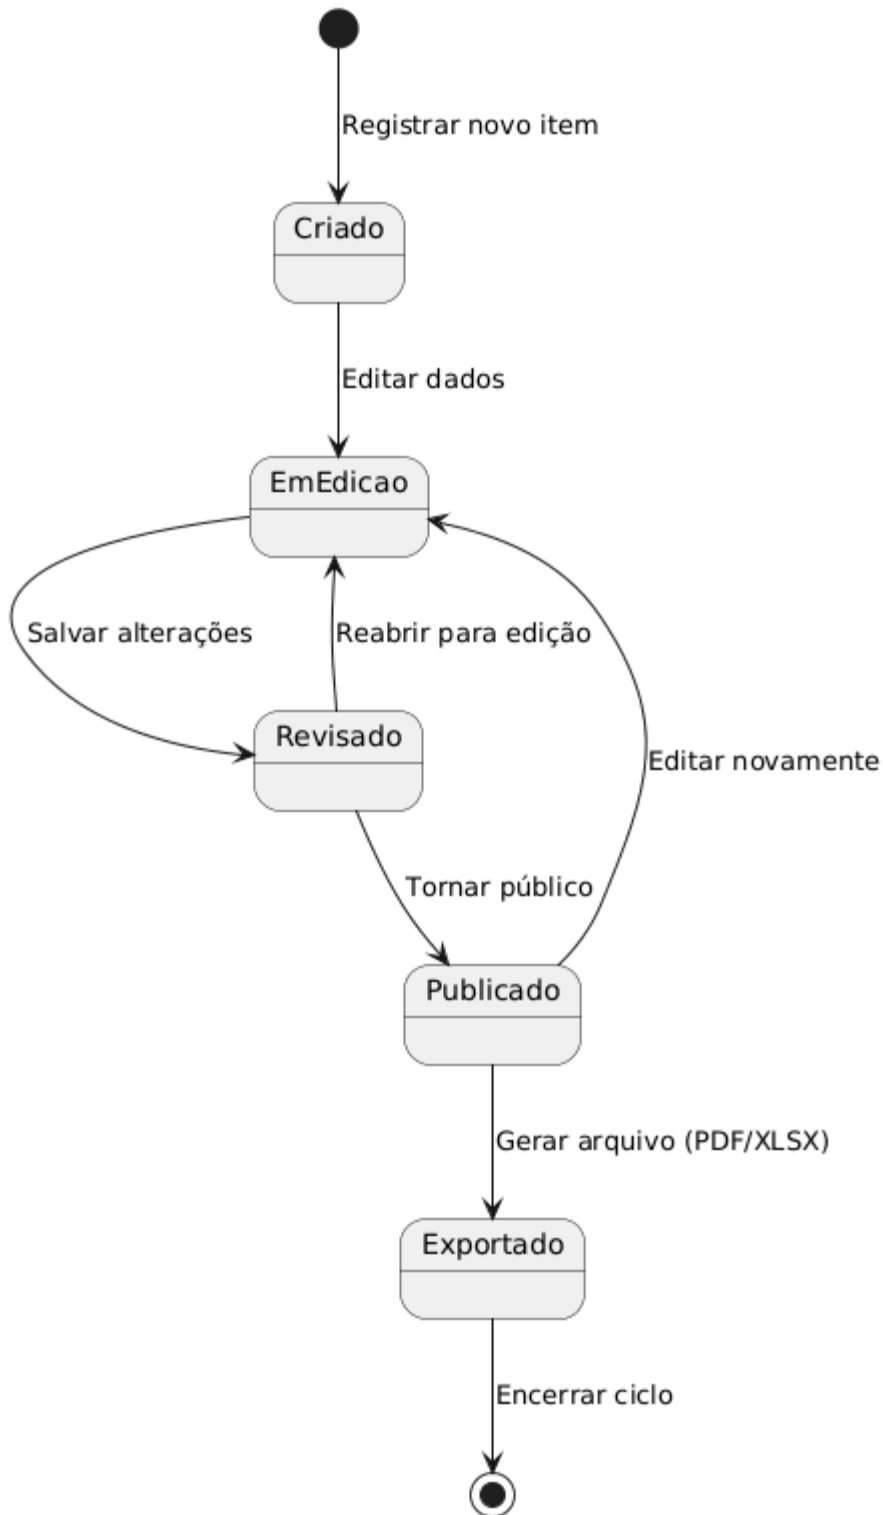 Registrar novo item
Criado
Editar dados
EmEdicao
Salvar alterações
Reabrir para edição
Revisado
Editar novamente
Tornar público
Publicado
Gerar arquivo (PDF/XLSX)
Exportado
Encerrar ciclo